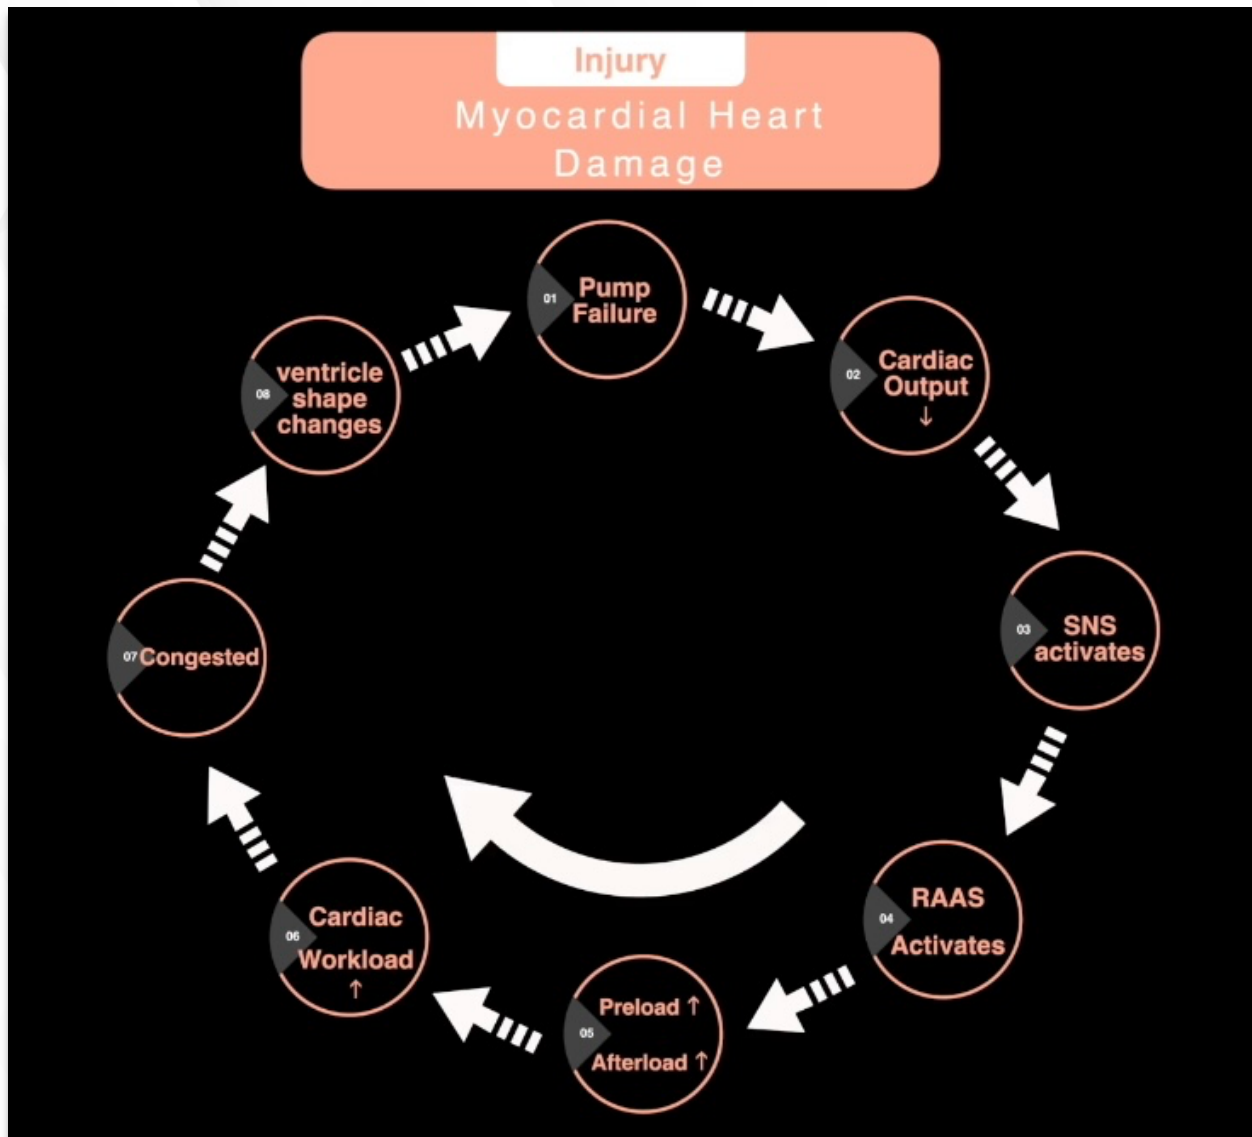 Injury
Myocardial Heart
Damage
01
Pump
Failure
02
Cardiac
Output
↓
03
SNS
activates
04
RAAS
Activates
05
Preload ↑
Afterload ↑
06
Cardiac
Workload
↑
07 Congested
08
ventricle
shape
changes